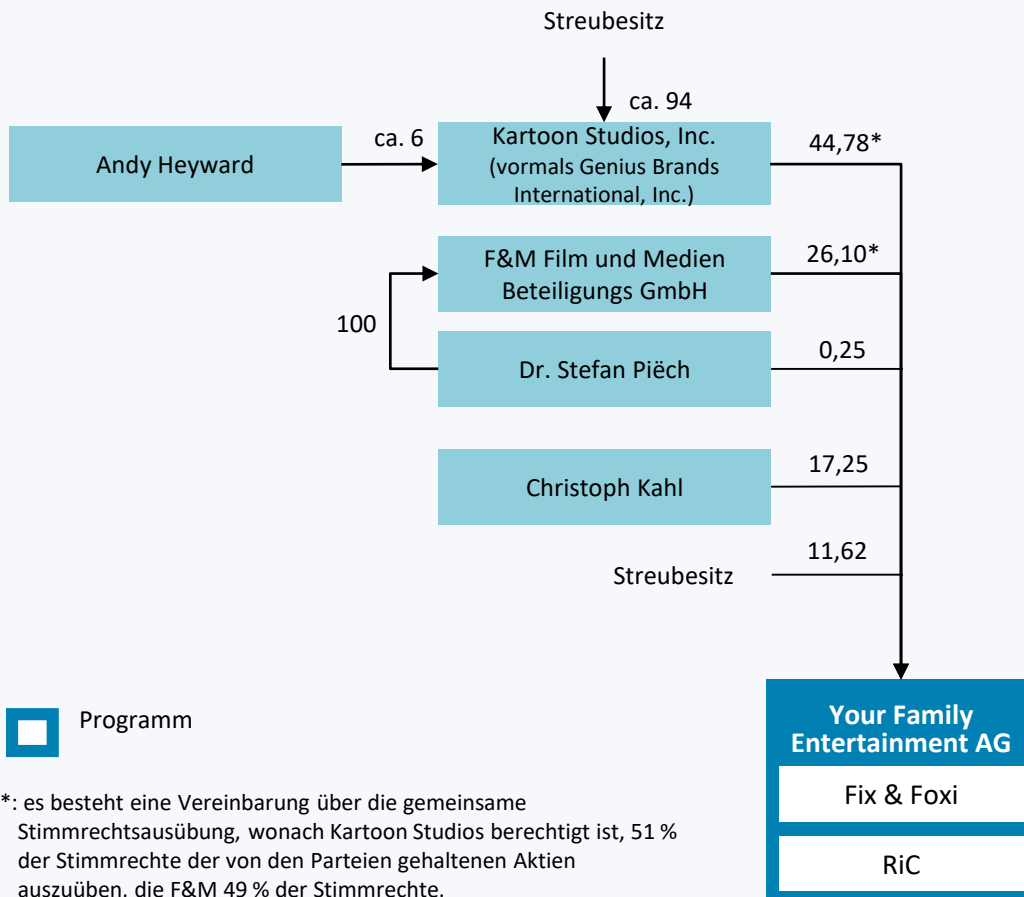 Streubesitz
ca. 94
Andy Heyward
ca. 6
Kartoon Studios, Inc.
(vormals Genius Brands
International, Inc.)
44,78*
F&M Film und Medien
Beteiligungs GmbH
26,10*
100
Dr. Stefan Piëch
0,25
Christoph Kahl
17,25
Streubesitz
11,62
Programm
Your Family
Entertainment AG
Fix & Foxi
RiC
*: es besteht eine Vereinbarung über die gemeinsame
Stimmrechtsausübung, wonach Kartoon Studios berechtigt ist, 51 %
der Stimmrechte der von den Parteien gehaltenen Aktien
auszuüben, die F&M 49 % der Stimmrechte.